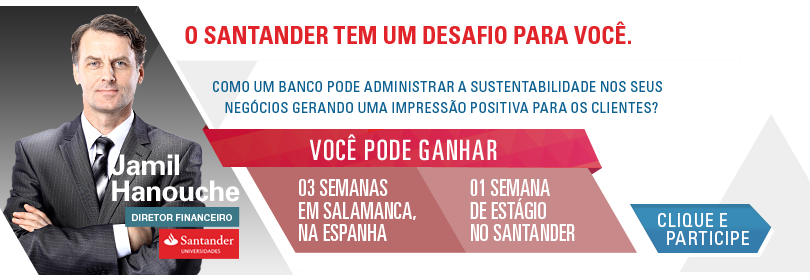 O SANTANDER TEM UM DESAFIO PARA VOCÊ.
COMO UM BANCO PODE ADMINISTRAR A SUSTENTABILIDADE NOS SEUS
NEGÓCIOS GERANDO UMA IMPRESSÃO POSITIVA PARA OS CLIENTES?
VOCÊ PODE GANHAR
03 SEMANAS
EM SALAMANCA,
NA ESPANHA
01 SEMANA
DE ESTÁGIO
NO SANTANDER
CLIQUE E
PARTICIPE
Jamil
Hanouche
DIRETOR FINANCEIRO
Santander
UNIVERSIDADES